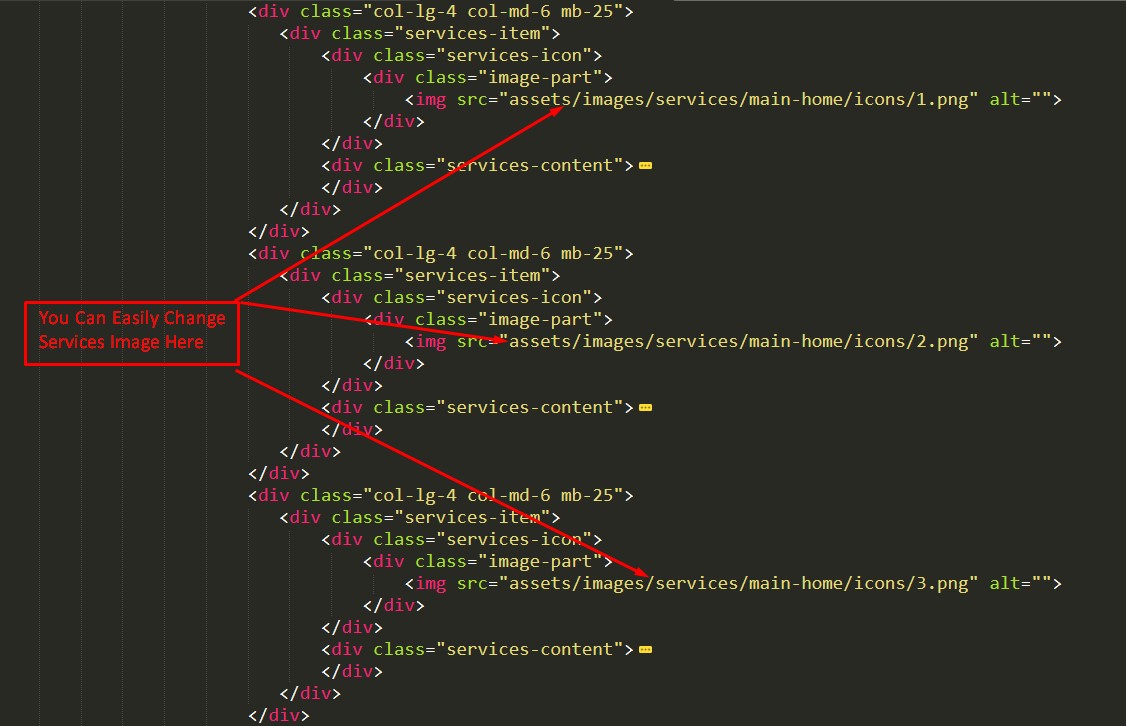 <div class="col-lg-4 col-md-6 mb-25">
<div class="services-item">
<div class="services-icon">
<div class="image-part">
<img src="assets/images/services/main-home/icons/1.png" alt="">
</div>
</div>
<div class="services-content">
</div>
</div>
</div>
<div class="col-lg-4 col-md-6 mb-25">
<div class="services-item">
<div class="services-icon">
You Can Easily Change
<div class="image-part">
Services Image Here
<img src="assets/images/services/main-home/icons/2.png" alt="">
</div>
</div>
<div class="services-content">
</div>
</div>
</div>
<div class="col-lg-4 col-md-6 mb-25">
<div class="services-item">
<div class="services-icon">
<div class="image-part">
<img src="assets/images/services/main-home/icons/3.png" alt="">
</div>
</div>
<div class="services-content">
</div>
</div>
</div>